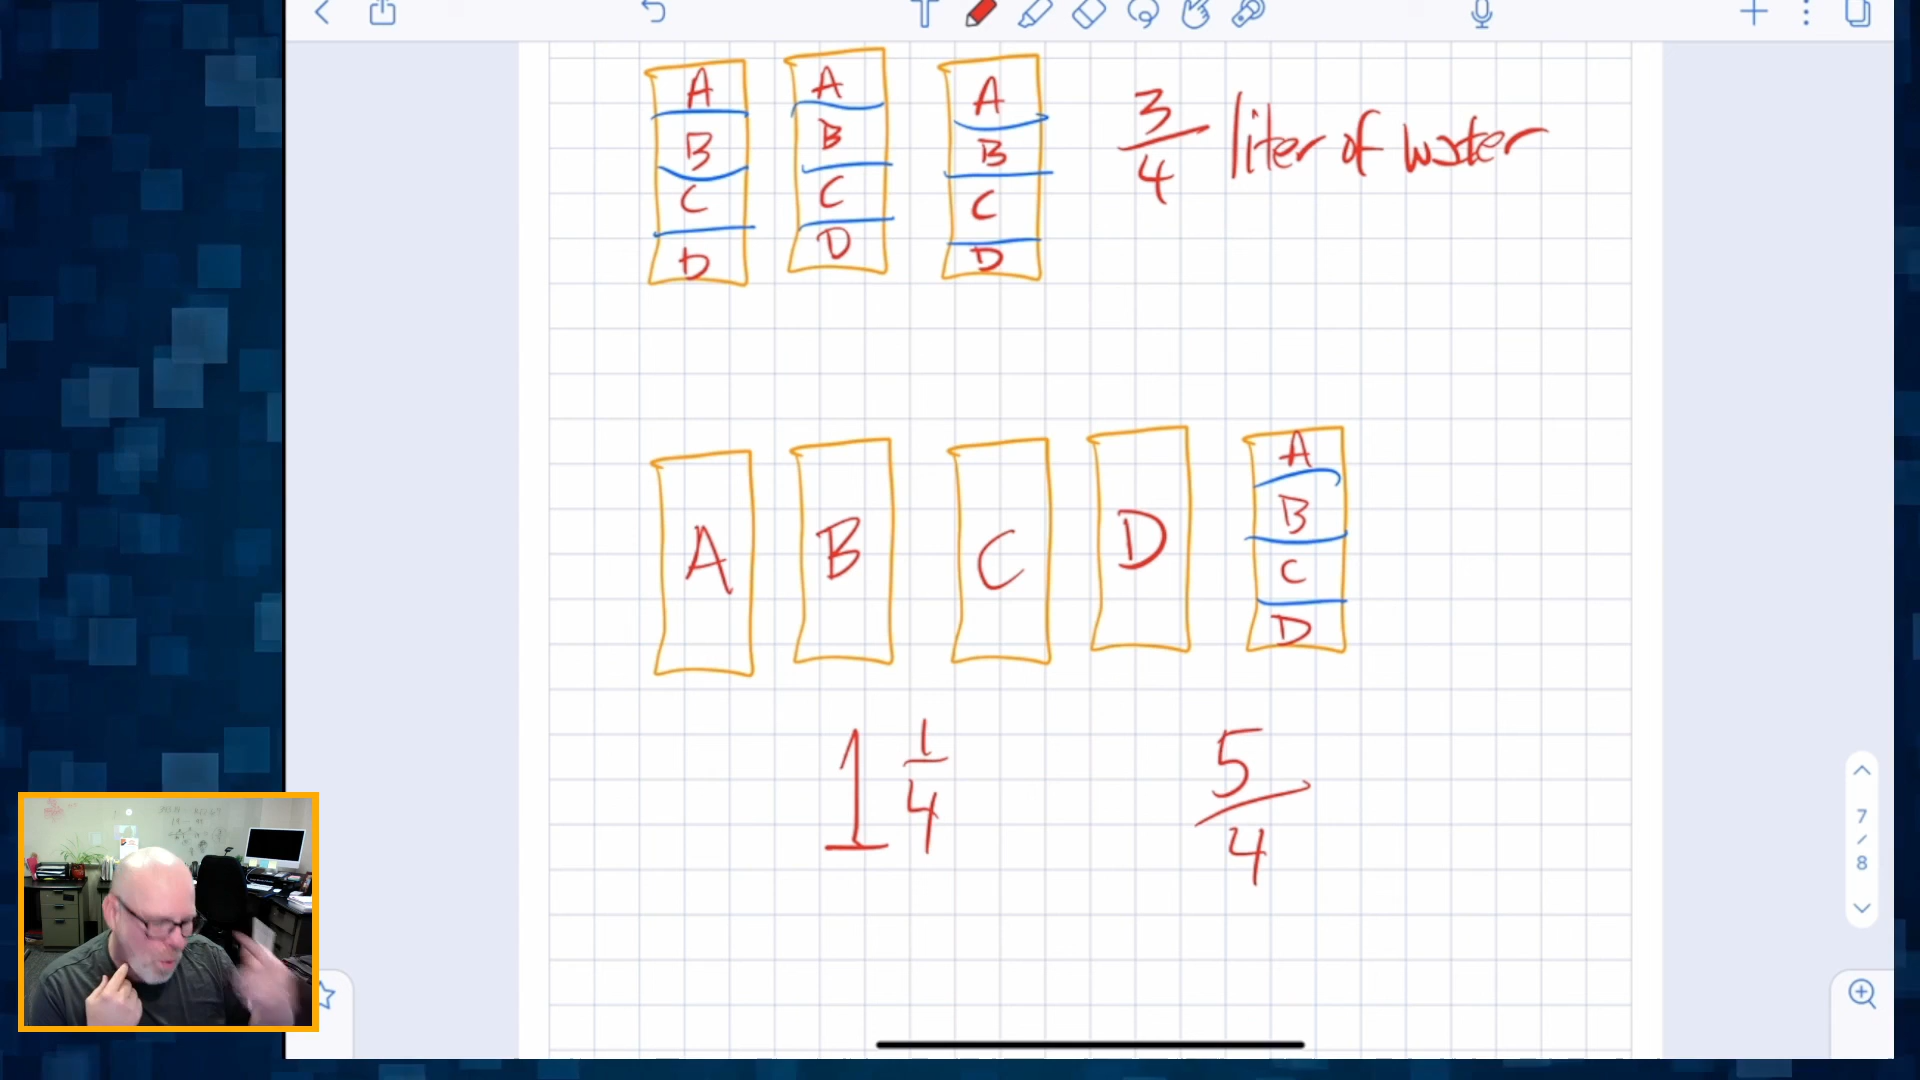 A A A
B B B
C C C
D D D
3/4 liter of water
A B C D
A
B
C
D
1 1/4
5/4
7
/
8